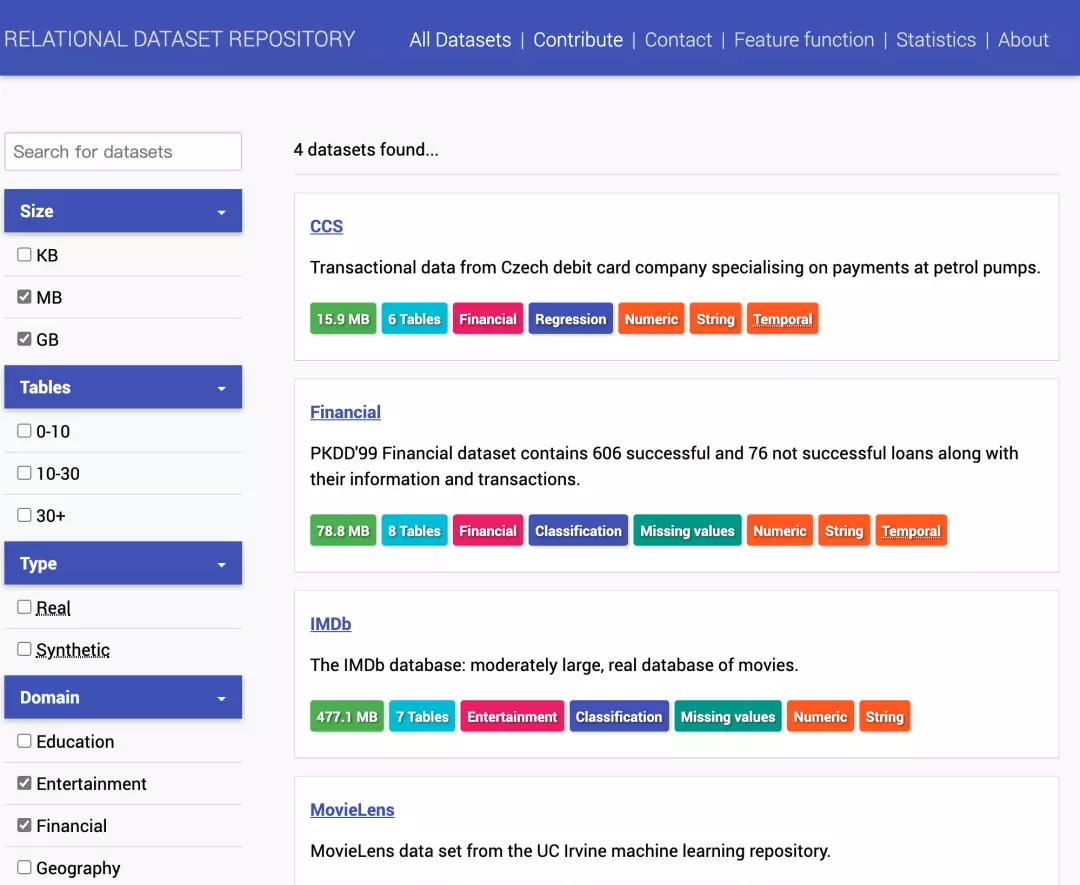 RELATIONAL DATASET REPOSITORY
All Datasets | Contribute | Contact | Feature function | Statistics | About
Search for datasets
Size
KB
MB
GB
Tables
0-10
10-30
30+
Type
Real
Synthetic
Domain
Education
Entertainment
Financial
Geography
4 datasets found...
CCS
Transactional data from Czech debit card company specialising on payments at petrol pumps.
15.9 MB 6 Tables Financial Regression Numeric String Temporal
Financial
PKDD'99 Financial dataset contains 606 successful and 76 not successful loans along with
their information and transactions.
78.8 MB 8 Tables Financial Classification Missing values Numeric String Temporal
IMDb
The IMDb database: moderately large, real database of movies.
477.1 MB 7 Tables Entertainment Classification Missing values Numeric String
MovieLens
MovieLens data set from the UC Irvine machine learning repository.